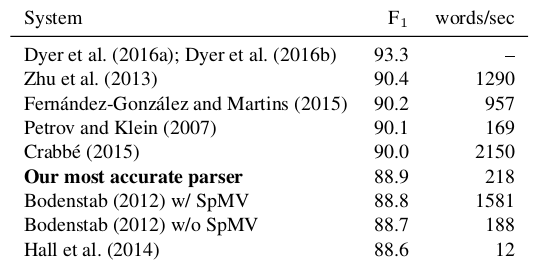 System F1 words/sec
Dyer et al. (2016a); Dyer et al. (2016b) 93.3 –
Zhu et al. (2013) 90.4 1290
Fernández-González and Martins (2015) 90.2 957
Petrov and Klein (2007) 90.1 169
Crabbé (2015) 90.0 2150
Our most accurate parser 88.9 218
Bodenstab (2012) w/ SpMV 88.8 1581
Bodenstab (2012) w/o SpMV 88.7 188
Hall et al. (2014) 88.6 12